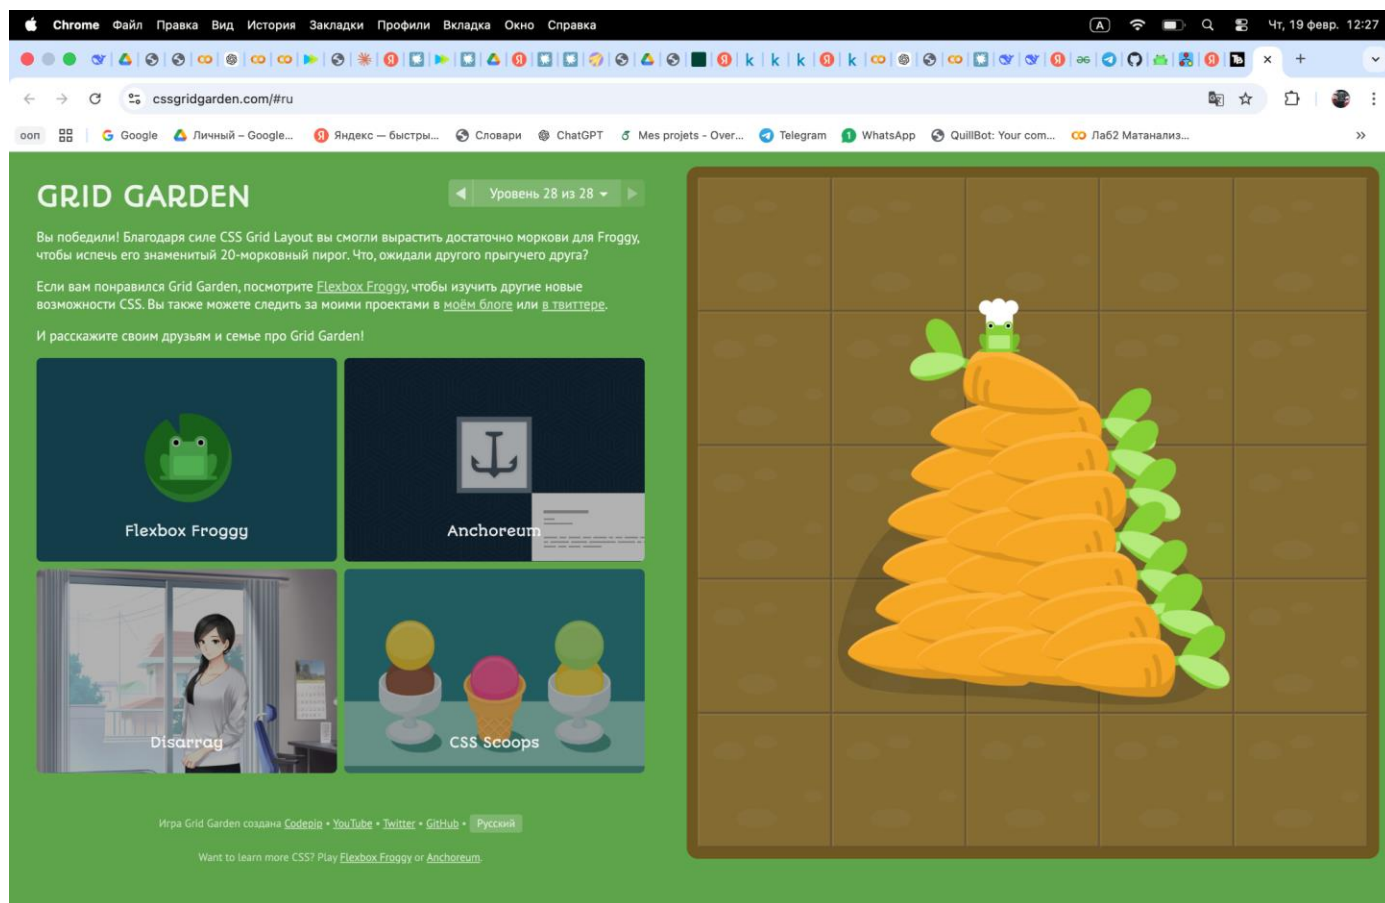 Chrome Файл Правка Вид История Закладки Профили Вкладка Окно Справка
A
Чт, 19 февр. 12:27
cssgridgarden.com/#ru
ооп
Google
Личный – Google...
Яндекс — быстры...
Словари
ChatGPT
Mes projets - Over...
Telegram
WhatsApp
QuillBot: Your com...
Лаб2 Матанализ...
GRID GARDEN
Уровень 28 из 28
Вы победили! Благодаря силе CSS Grid Layout вы смогли вырастить достаточно моркови для Froggy,
чтобы испечь его знаменитый 20-морковный пирог. Что, ожидали другого прыгучего друга?
Если вам понравился Grid Garden, посмотрите Flexbox Froggy, чтобы изучить другие новые
возможности CSS. Вы также можете следить за моими проектами в моём блоге или в твиттере.
И расскажите своим друзьям и семье про Grid Garden!
Flexbox Froggy
Anchoreum
Disarray
CSS Scoops
Игра Grid Garden создана Codepip • YouTube • Twitter • GitHub • Русский
Want to learn more CSS? Play Flexbox Froggy or Anchoreum.